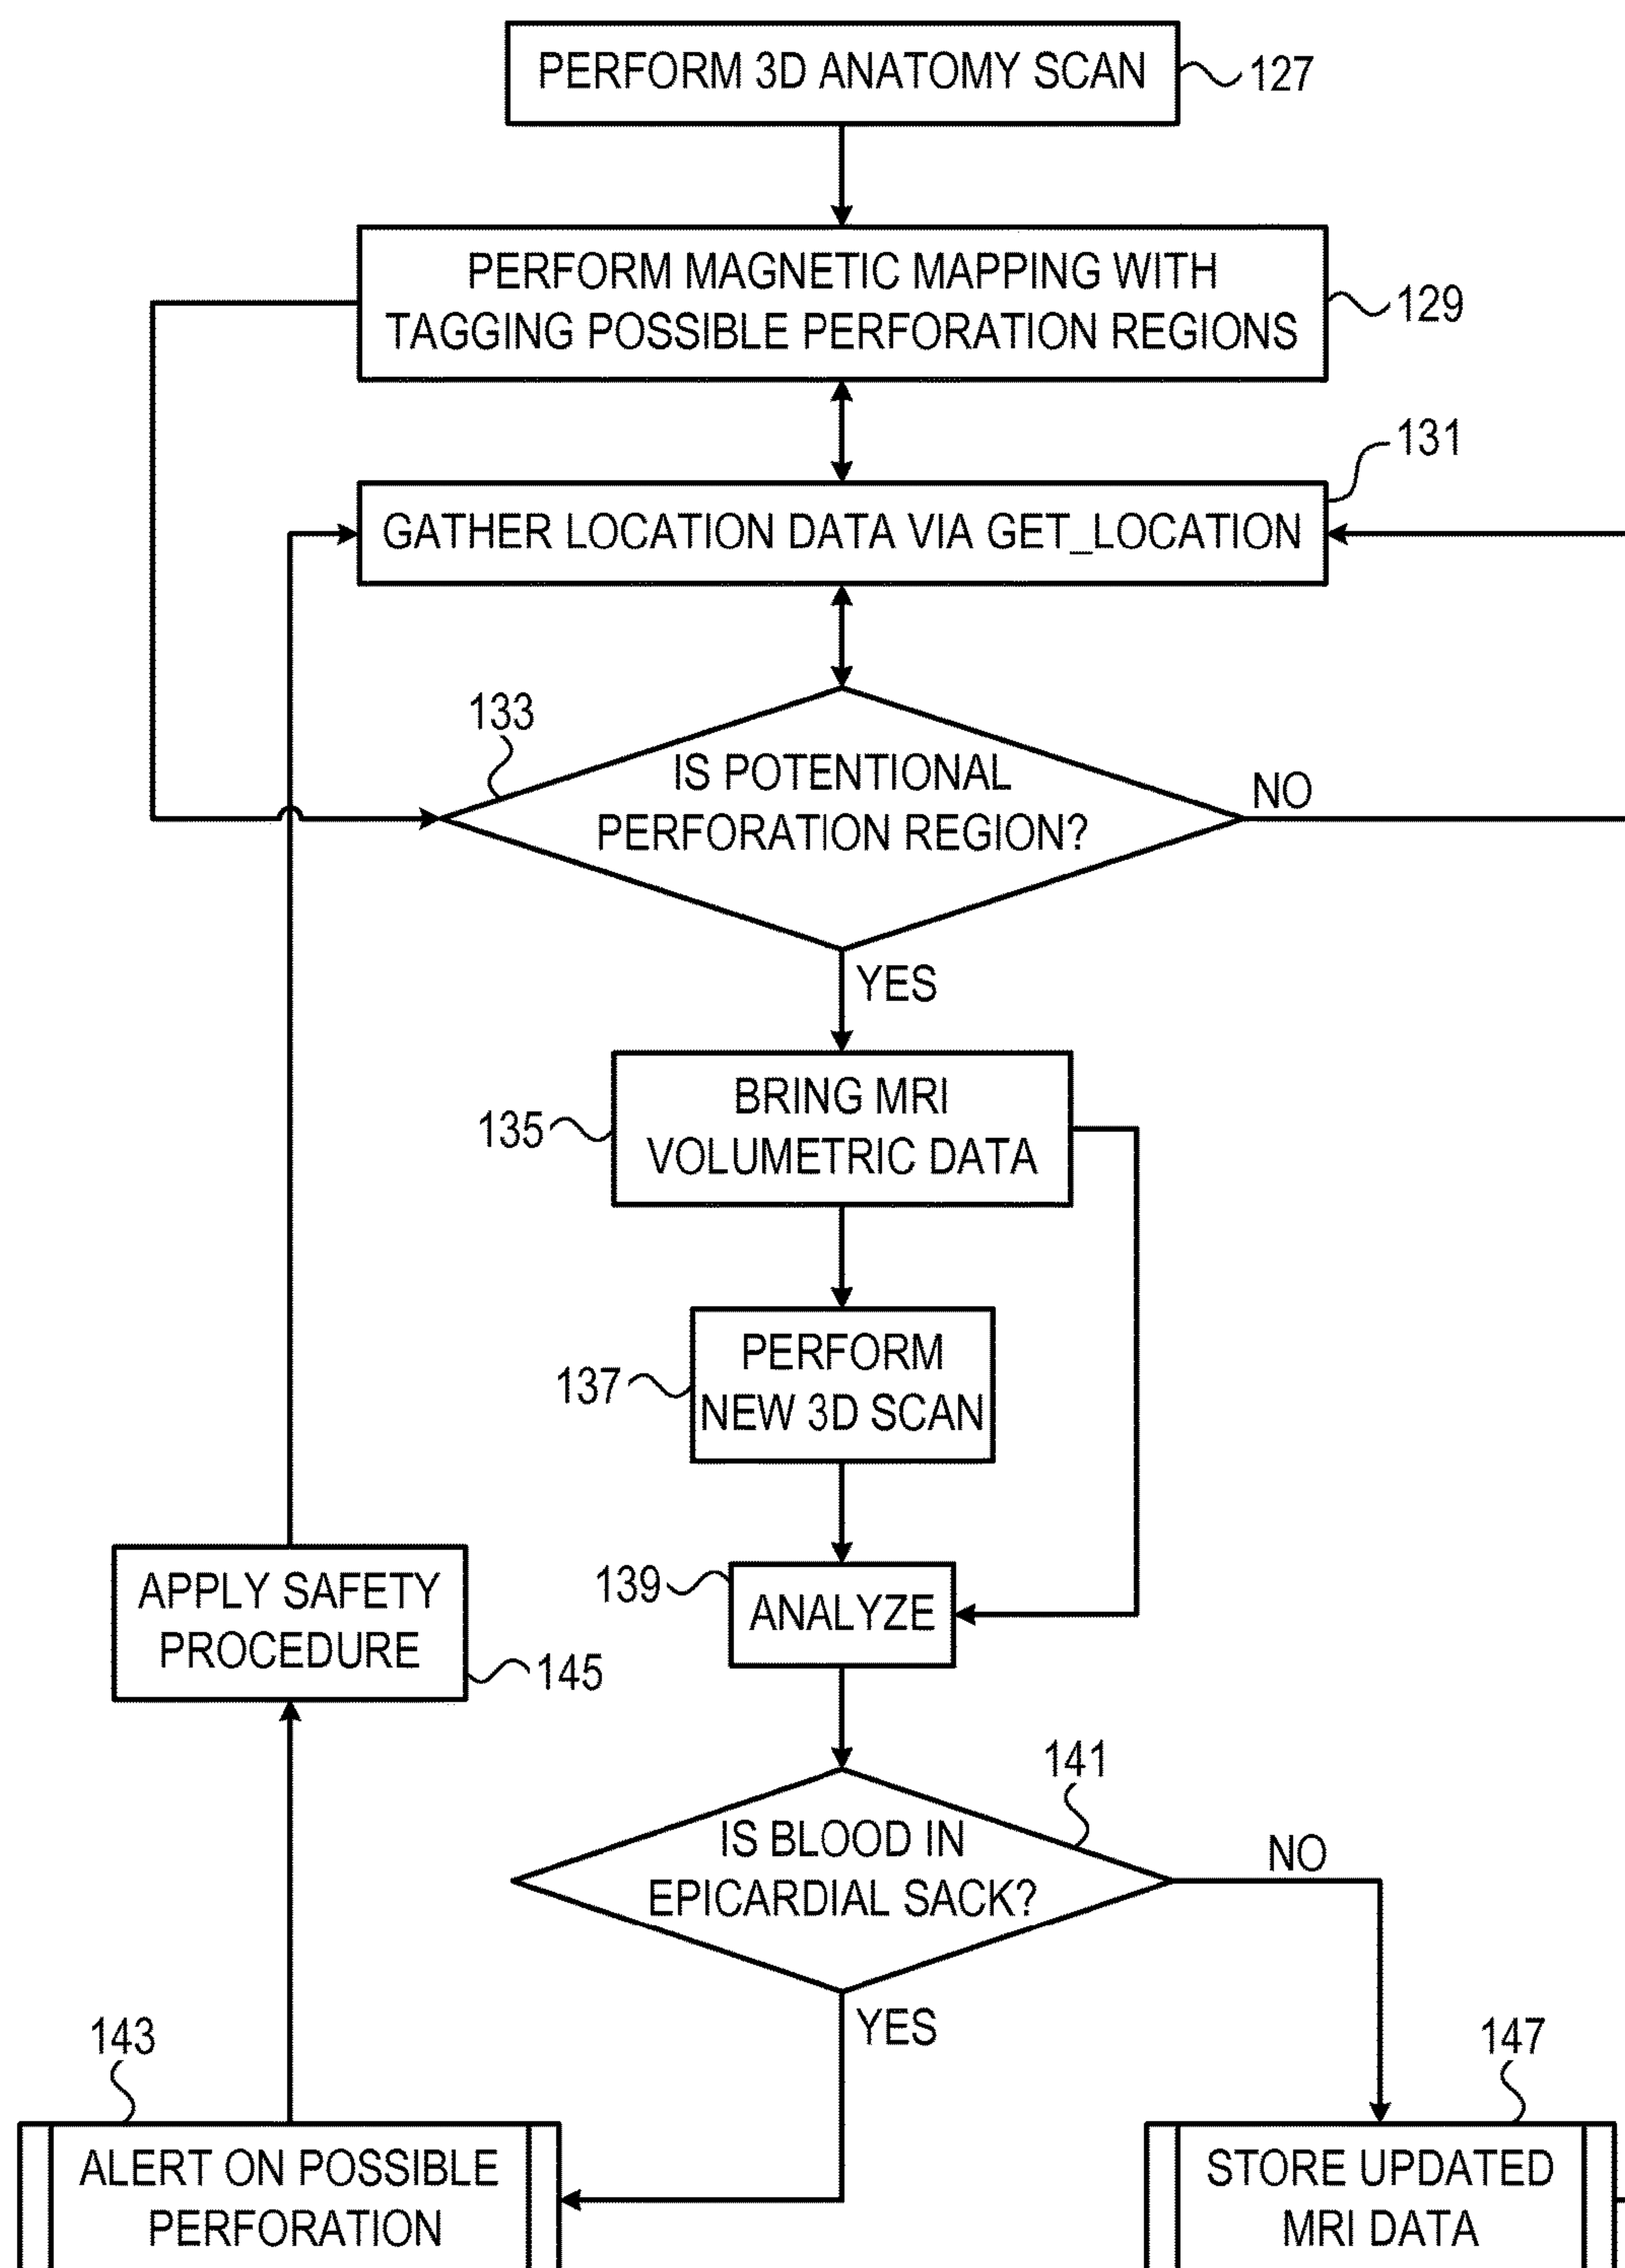 PERFORM 3D ANATOMY SCAN
127
PERFORM MAGNETIC MAPPING WITH
TAGGING POSSIBLE PERFORATION REGIONS
129
131
GATHER LOCATION DATA VIA GET_LOCATION
133
IS POTENTIONAL
PERFORATION REGION?
NO
YES
BRING MRI
VOLUMETRIC DATA
135
PERFORM
NEW 3D SCAN
137
139
ANALYZE
APPLY SAFETY
PROCEDURE
145
141
IS BLOOD IN
EPICARDIAL SACK?
NO
YES
143
ALERT ON POSSIBLE
PERFORATION
147
STORE UPDATED
MRI DATA